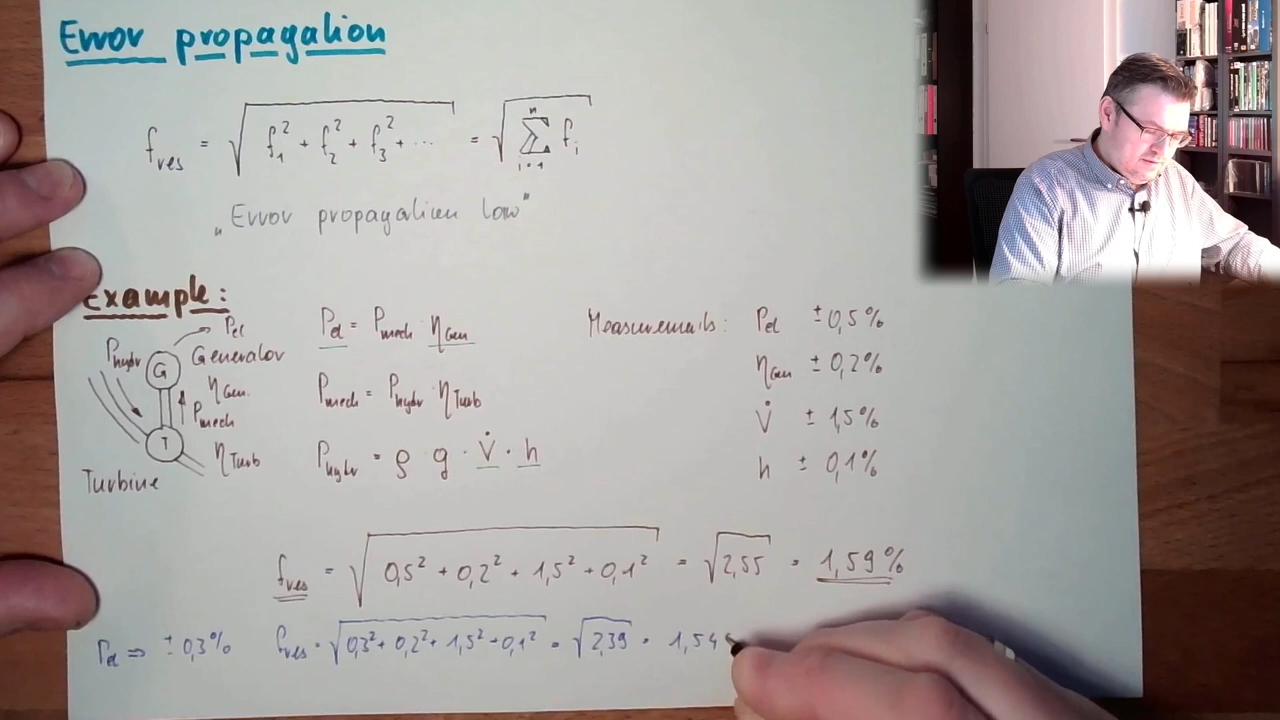 Error propagation
f_res = √(f₁² + f₂² + f₃² + ...) = √(∑ᵢ₌₁ⁿ fᵢ)
„Error propagation law"
Example:
P_el
P_hydr G Generator
η_Gen.
P_mech
T η_Turb
Turbine
P_el = P_mech · η_Gen
P_mech = P_hydr · η_Turb
P_hydr = ρ · g · V̇ · h
Measurements: P_el ± 0,5%
η_Gen ± 0,2%
V̇ ± 1,5%
h ± 0,1%
f_res = √(0,5² + 0,2² + 1,5² + 0,1²) = √2,55 = 1,59%
P_el ⇒ ± 0,3% f_res = √(0,3² + 0,2² + 1,5² + 0,1²) = √2,39 = 1,54